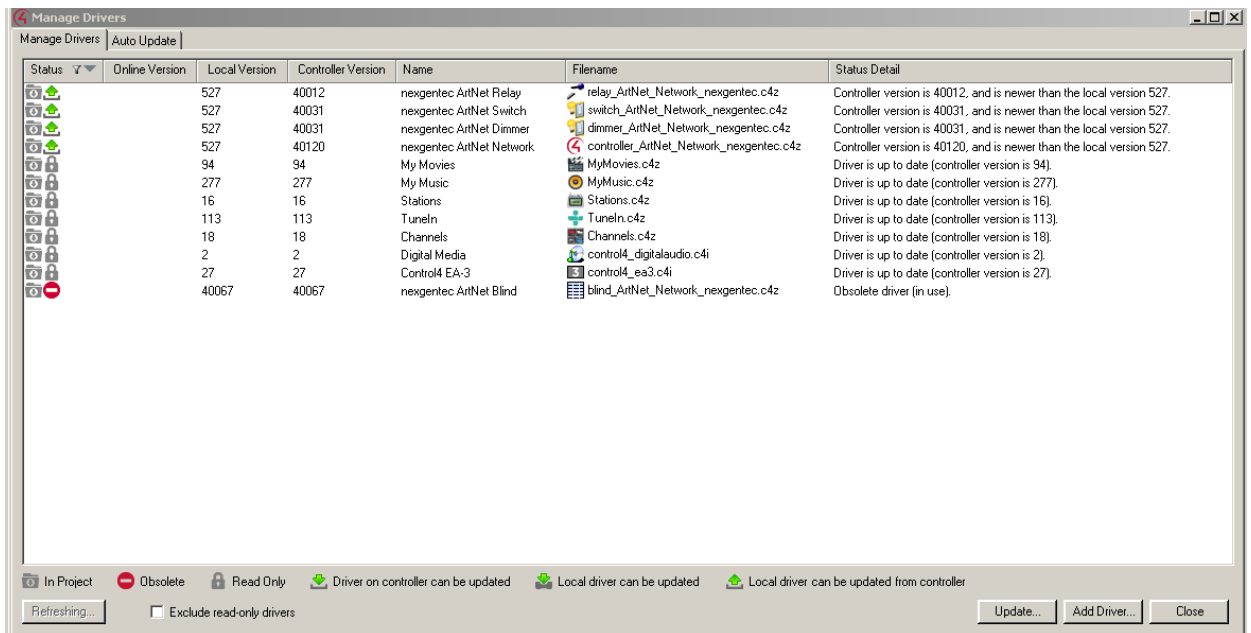 Manage Drivers
Manage Drivers Auto Update
Status Online Version Local Version Controller Version Name Filename Status Detail
527 40012 nexgentec ArtNet Relay relay_ArtNet_Network_nexgentec.c4z Controller version is 40012, and is newer than the local version 527.
527 40031 nexgentec ArtNet Switch switch_ArtNet_Network_nexgentec.c4z Controller version is 40031, and is newer than the local version 527.
527 40031 nexgentec ArtNet Dimmer dimmer_ArtNet_Network_nexgentec.c4z Controller version is 40031, and is newer than the local version 527.
527 40120 nexgentec ArtNet Network controller_ArtNet_Network_nexgentec.c4z Controller version is 40120, and is newer than the local version 527.
94 94 My Movies MyMovies.c4z Driver is up to date (controller version is 94).
277 277 My Music MyMusic.c4z Driver is up to date (controller version is 277).
16 16 Stations Stations.c4z Driver is up to date (controller version is 16).
113 113 TuneIn TuneIn.c4z Driver is up to date (controller version is 113).
18 18 Channels Channels.c4z Driver is up to date (controller version is 18).
2 2 Digital Media control4_digitalaudio.c4i Driver is up to date (controller version is 2).
27 27 Control4 EA-3 control4_ea3.c4i Driver is up to date (controller version is 27).
40067 40067 nexgentec ArtNet Blind blind_ArtNet_Network_nexgentec.c4z Obsolete driver (in use).
In Project Obsolete Read Only Driver on controller can be updated Local driver can be updated Local driver can be updated from controller
Refreshing... Exclude read-only drivers Update... Add Driver... Close